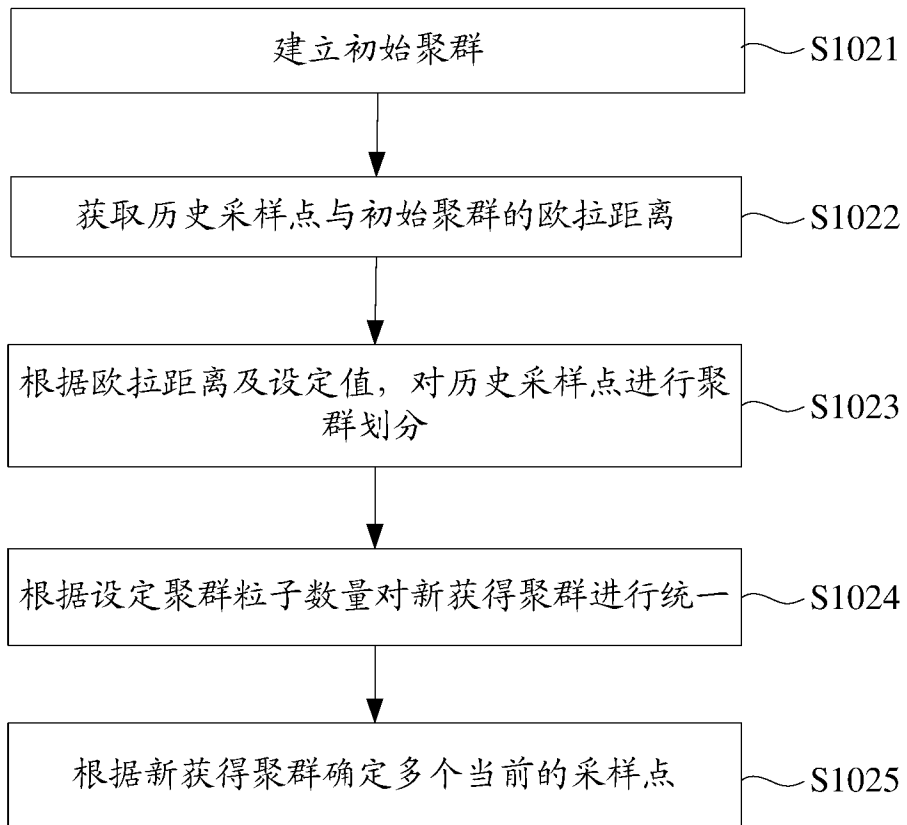 建立初始聚群
S1021
获取历史采样点与初始聚群的欧拉距离
S1022
根据欧拉距离及设定值，对历史采样点进行聚
群划分
S1023
根据设定聚群粒子数量对新获得聚群进行统一
S1024
根据新获得聚群确定多个当前的采样点
S1025